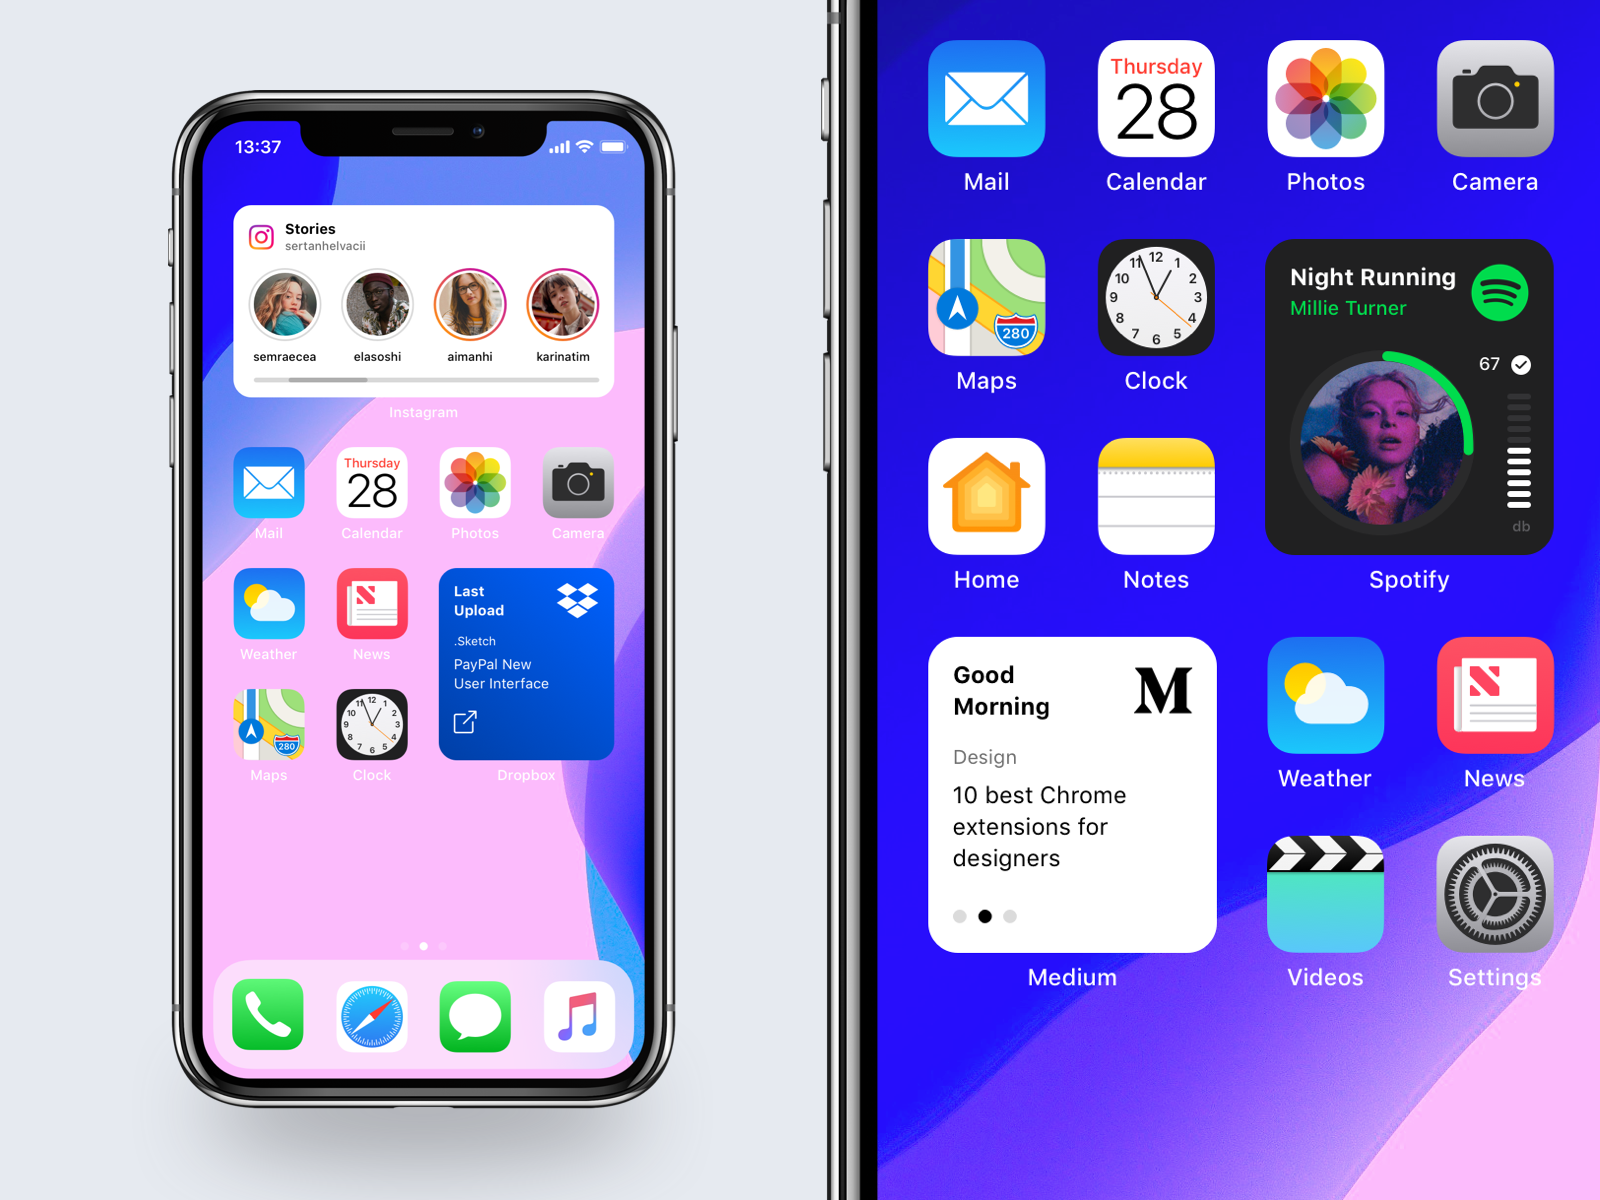 13:37
Stories
sertanhelvacii
semraecea
elasoshi
aimanhi
karinatim
Instagram
Thursday
28
Mail
Calendar
Photos
Camera
Weather
News
Last
Upload
.Sketch
PayPal New
User Interface
280
12
11
1
10
2
9
3
8
4
7
5
6
Maps
Clock
Dropbox
Thursday
28
Mail
Calendar
Photos
Camera
280
12
11
1
10
2
9
3
8
4
7
5
6
Maps
Clock
Night Running
Millie Turner
67
db
Home
Notes
Spotify
Good
Morning
M
Design
10 best Chrome
extensions for
designers
Medium
Weather
News
Videos
Settings